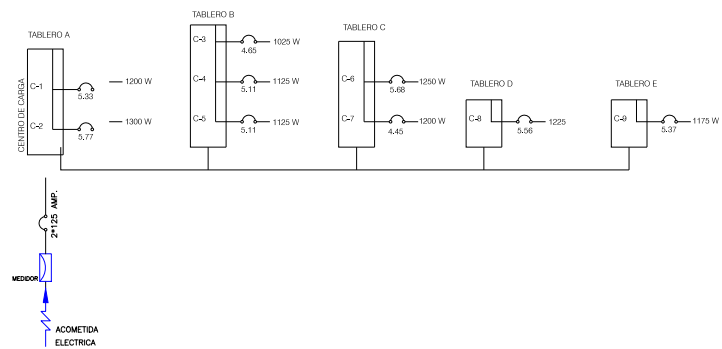 TABLERO A
CENTRO DE CARGA
C-1
5.33
1200 W
C-2
5.77
1300 W
TABLERO B
C-3
4.65
1025 W
C-4
5.11
1125 W
C-5
5.11
1125 W
TABLERO C
C-6
5.68
1250 W
C-7
4.45
1200 W
TABLERO D
C-8
5.56
1225
TABLERO E
C-9
5.37
1175 W
2*125 AMP.
MEDIDOR
ACOMETIDA
ELECTRICA